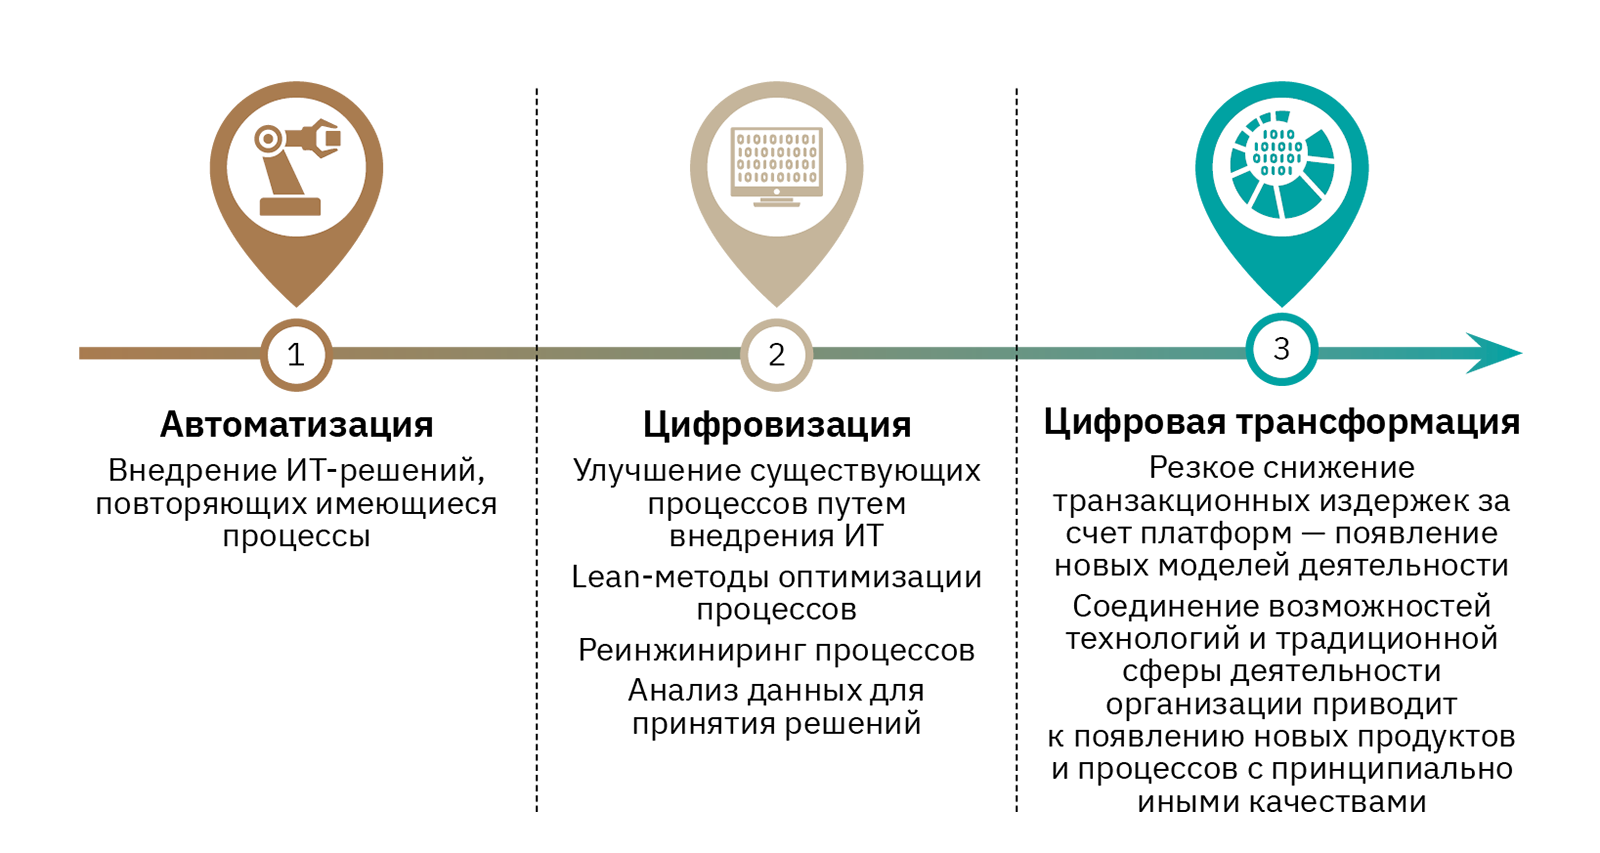 1
Автоматизация
Внедрение ИТ-решений,
повторяющих имеющиеся
процессы
2
Цифровизация
Улучшение существующих
процессов путем
внедрения ИТ
Lean-методы оптимизации
процессов
Реинжиниринг процессов
Анализ данных для
принятия решений
3
Цифровая трансформация
Резкое снижение
транзакционных издержек за
счет платформ — появление
новых моделей деятельности
Соединение возможностей
технологий и традиционной
сферы деятельности
организации приводит
к появлению новых продуктов
и процессов с принципиально
иными качествами